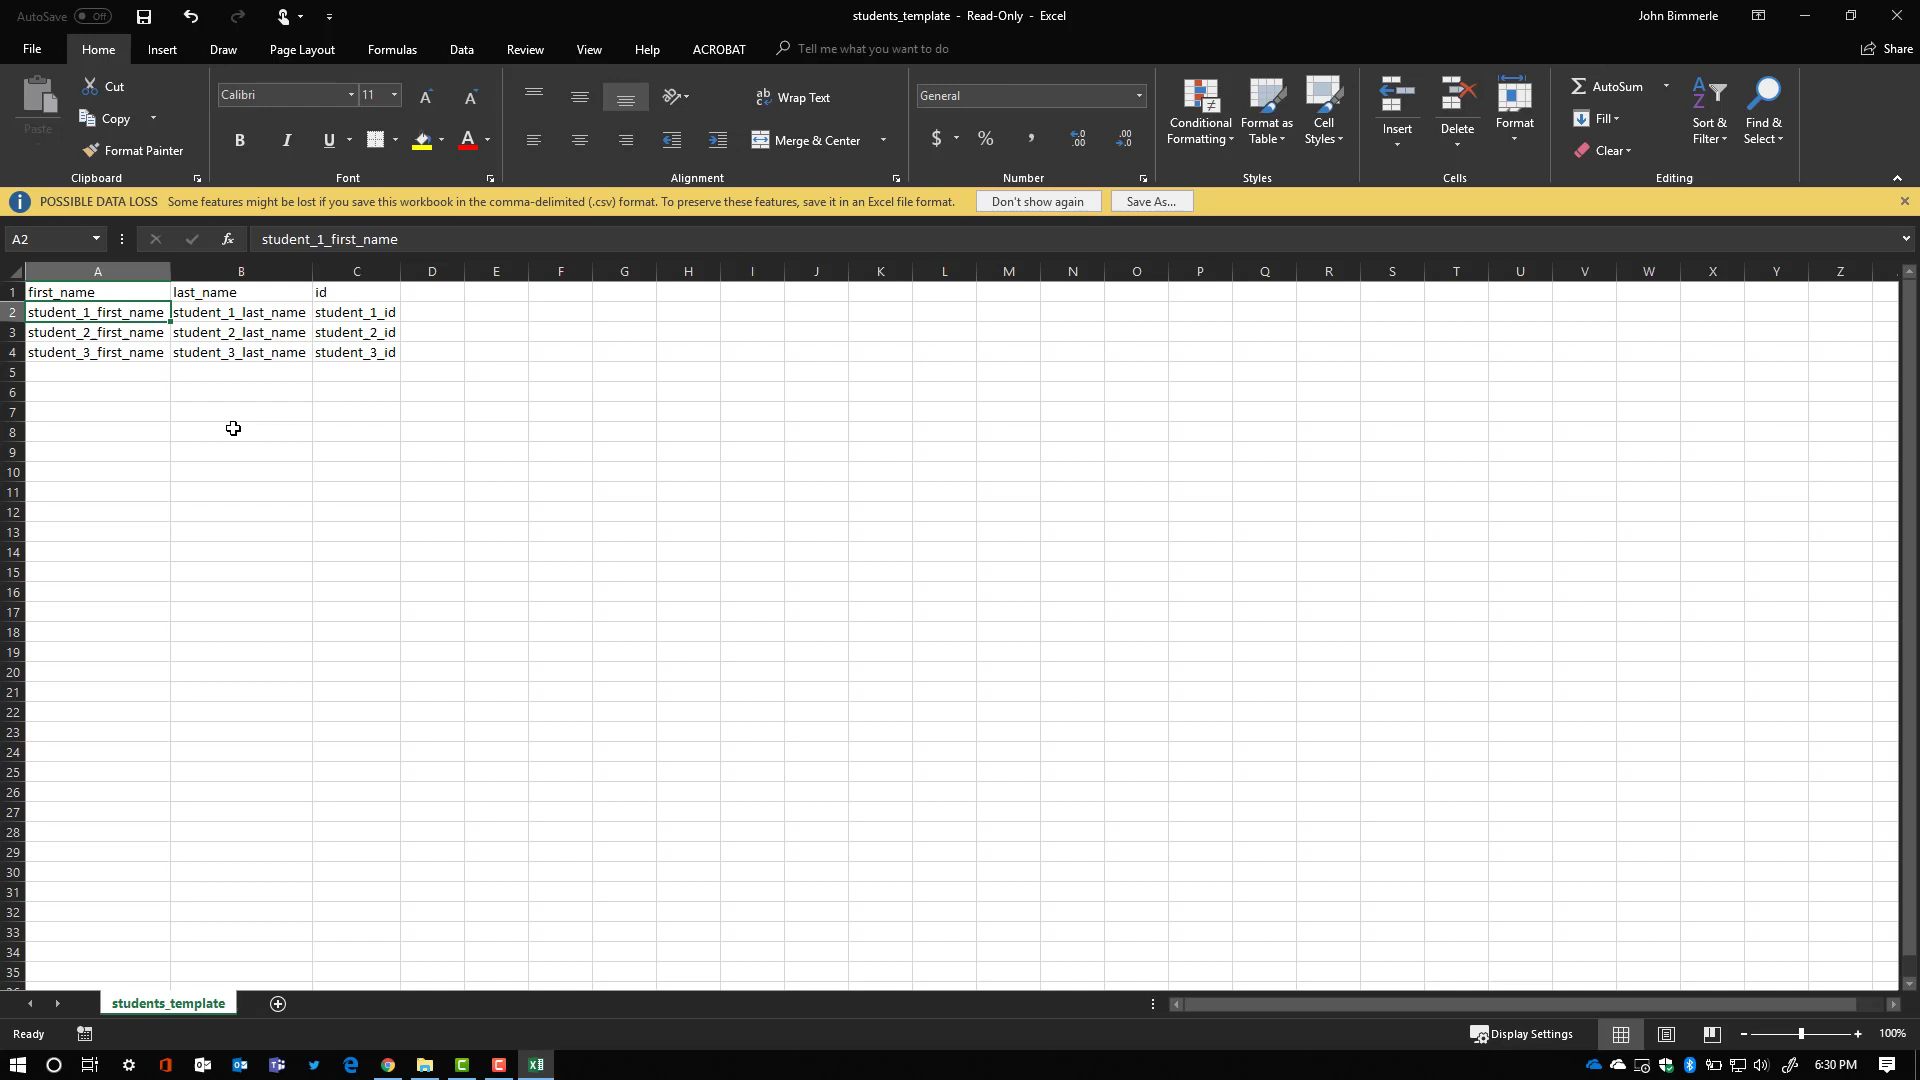 AutoSave Off
students_template - Read-Only - Excel
John Bimmerle
File Home Insert Draw Page Layout Formulas Data Review View Help ACROBAT Tell me what you want to do Share
Paste
Cut
Copy
Format Painter
Clipboard
Calibri 11
B I U A
Font
ab c Wrap Text
Merge & Center
Alignment
General
$ % ,
Number
Conditional Formatting
Format as Table
Cell Styles
Styles
Insert
Delete
Format
Cells
AutoSum
Fill
Clear
Sort & Filter
Find & Select
Editing
POSSIBLE DATA LOSS Some features might be lost if you save this workbook in the comma-delimited (.csv) format. To preserve these features, save it in an Excel file format. Don't show again Save As...
A2 fx student_1_first_name
A B C D E F G H I J K L M N O P Q R S T U V W X Y Z
1 first_name last_name id
2 student_1_first_name student_1_last_name student_1_id
3 student_2_first_name student_2_last_name student_2_id
4 student_3_first_name student_3_last_name student_3_id
5
6
7
8
9
10
11
12
13
14
15
16
17
18
19
20
21
22
23
24
25
26
27
28
29
30
31
32
33
34
35
students_template
Ready
Display Settings
100%
6:30 PM